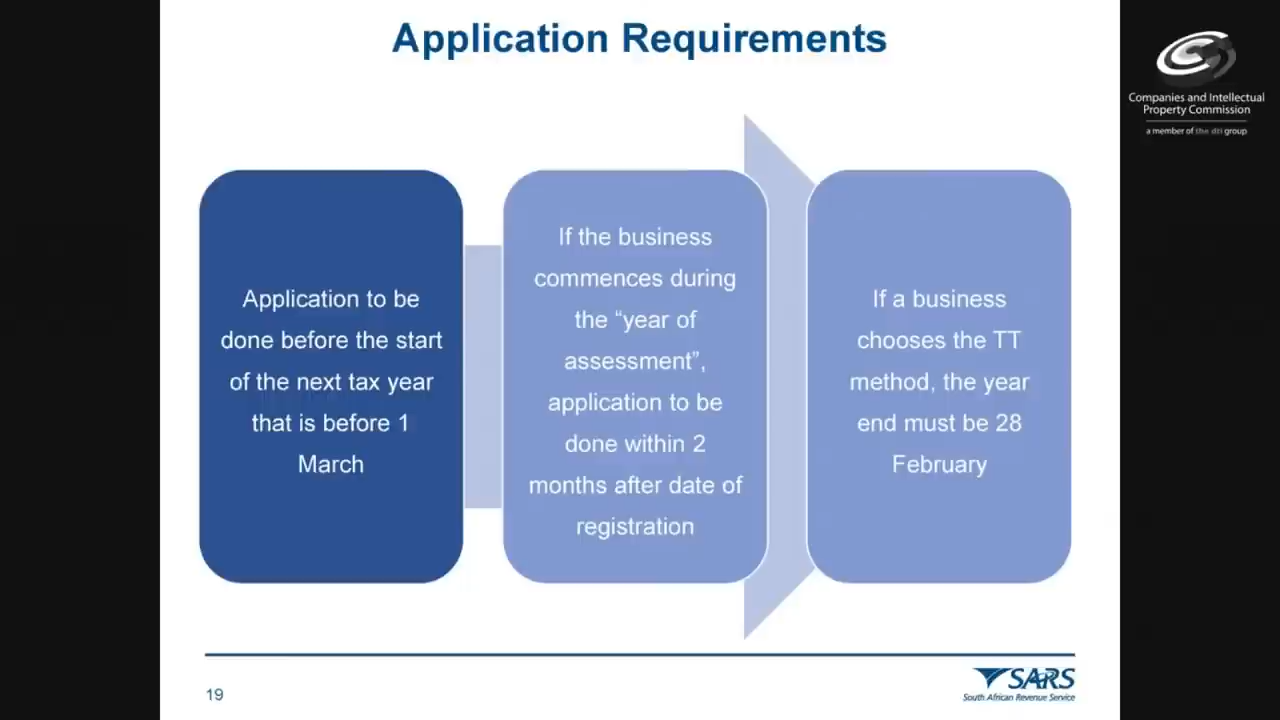 Application Requirements
Companies and Intellectual
Property Commission
a member of the dti group
Application to be
done before the start
of the next tax year
that is before 1
March
If the business
commences during
the “year of
assessment”,
application to be
done within 2
months after date of
registration
If a business
chooses the TT
method, the year
end must be 28
February
19
SARS
South African Revenue Service